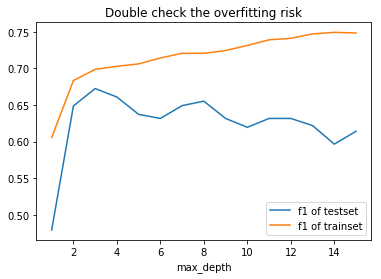 Double check the overfitting risk
0.75
0.70
0.65
0.60
0.55
0.50
2 4 6 8 10 12 14
max_depth
f1 of testset
f1 of trainset